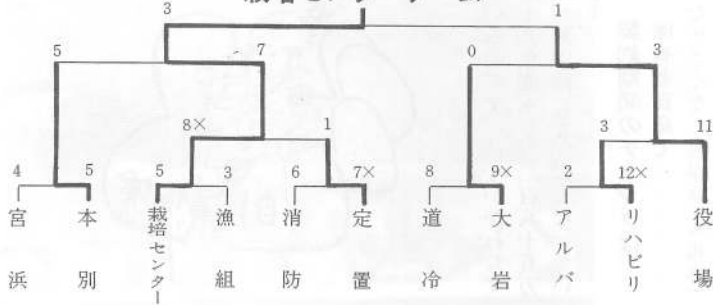 3 1
5 7 0 3
8× 1 3 11
4 5 5 3 6 7× 8 9× 2 12×
宮浜
本別
栽培センター
漁組
消防
定置
道冷
大岩
アルバ
リハビリ
役場